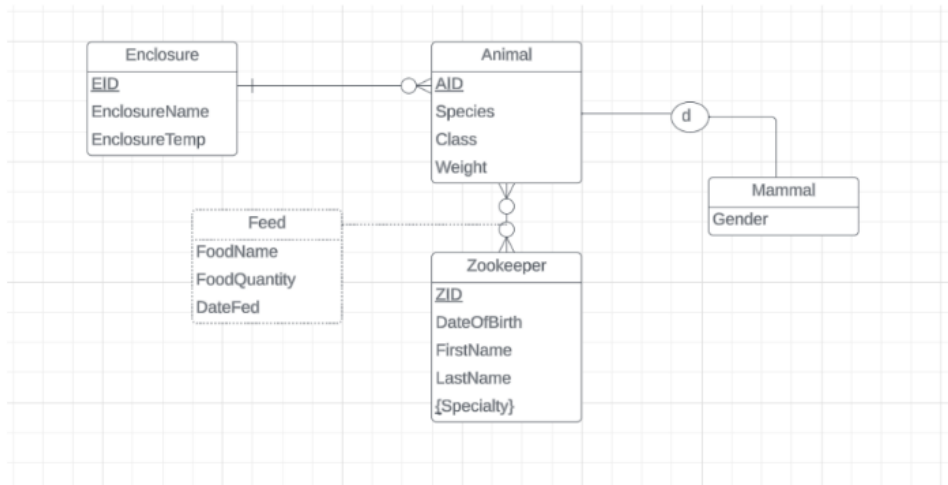 Enclosure
EID
EnclosureName
EnclosureTemp
Animal
AID
Species
Class
Weight
d
Mammal
Gender
Feed
FoodName
FoodQuantity
DateFed
Zookeeper
ZID
DateOfBirth
FirstName
LastName
{Specialty}